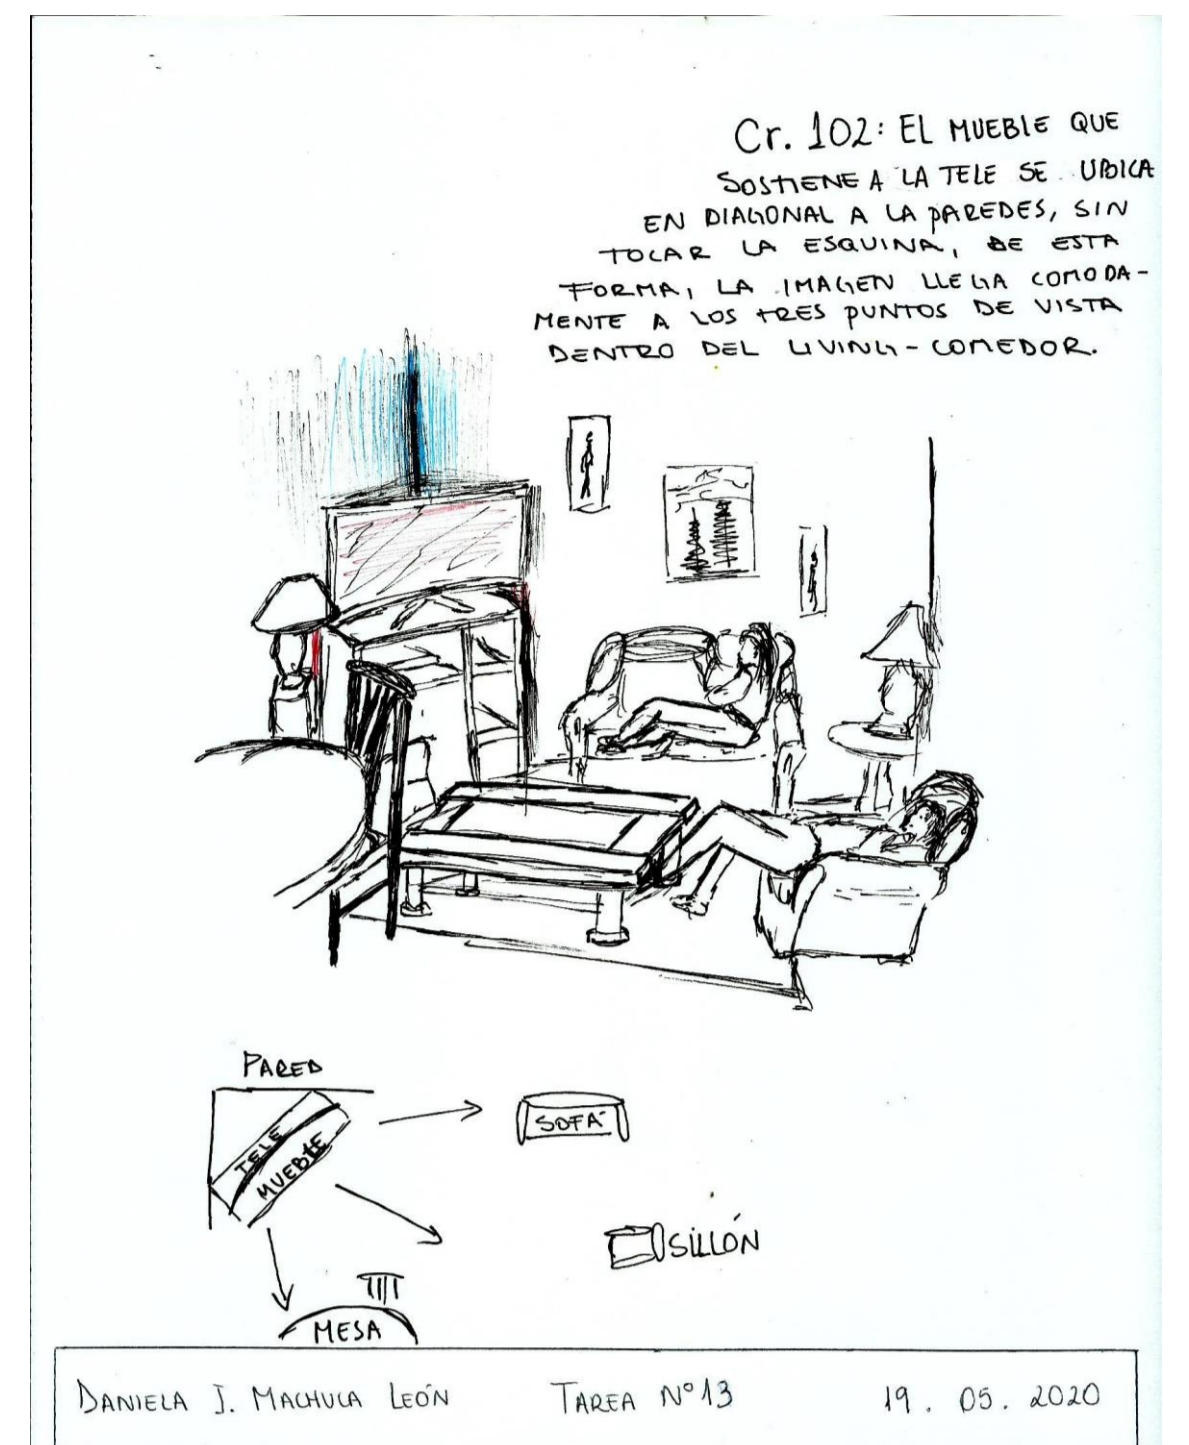 Cr. 102: EL MUEBLE QUE
SOSTIENE A LA TELE SE UBICA
EN DIAGONAL A LA PAREDES, SIN
TOCAR LA ESQUINA, DE ESTA
FORMA, LA IMAGEN LLEGA COMODA-
MENTE A LOS TRES PUNTOS DE VISTA
DENTRO DEL LIVING-COMEDOR.
PARED
TELE
MUEBLE
SOFÁ
SILLÓN
MESA
DANIELA J. MACHUCA LEÓN TAREA N°13 19. 05. 2020